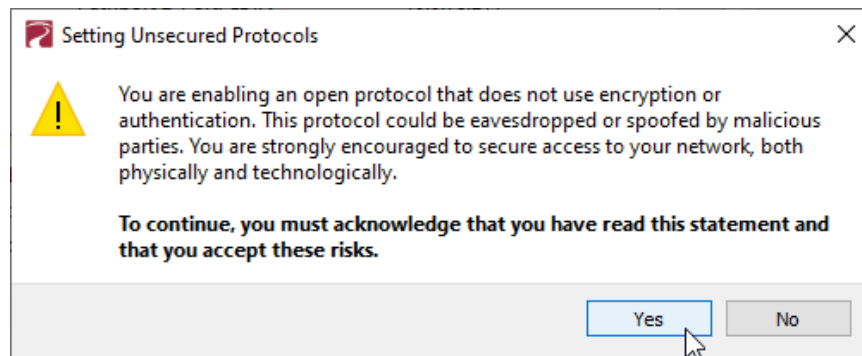 Setting Unsecured Protocols
You are enabling an open protocol that does not use encryption or
authentication. This protocol could be eavesdropped or spoofed by malicious
parties. You are strongly encouraged to secure access to your network, both
physically and technologically.
To continue, you must acknowledge that you have read this statement and
that you accept these risks.
Yes No